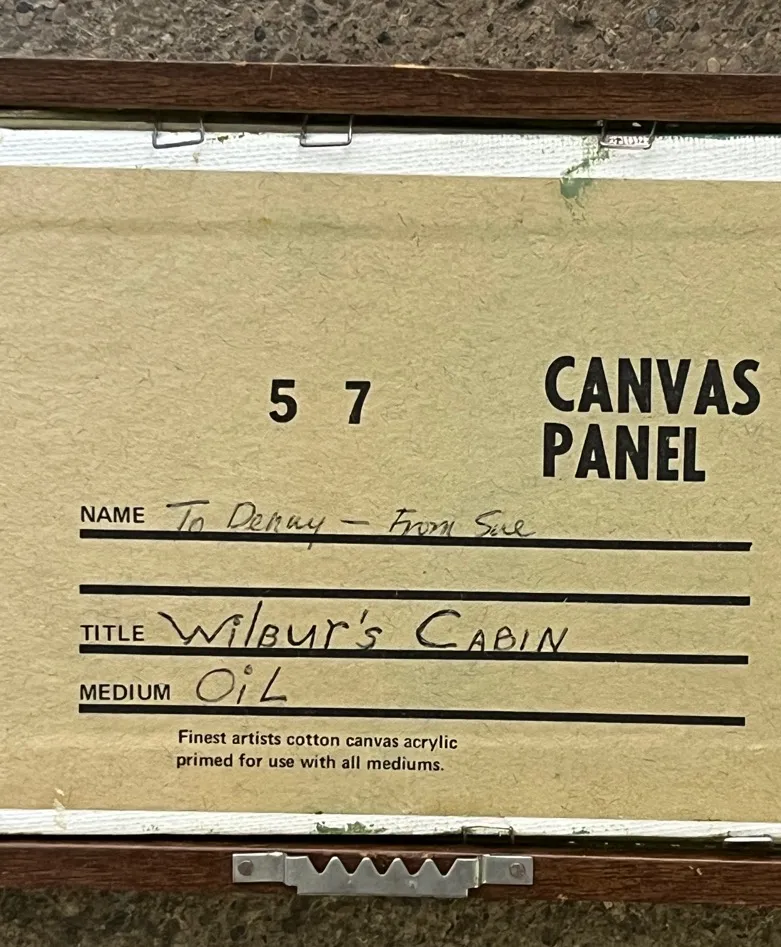 5 7
CANVAS
PANEL
NAME To Denny — From Sue
TITLE Wilbur's CABIN
MEDIUM OiL
Finest artists cotton canvas acrylic
primed for use with all mediums.